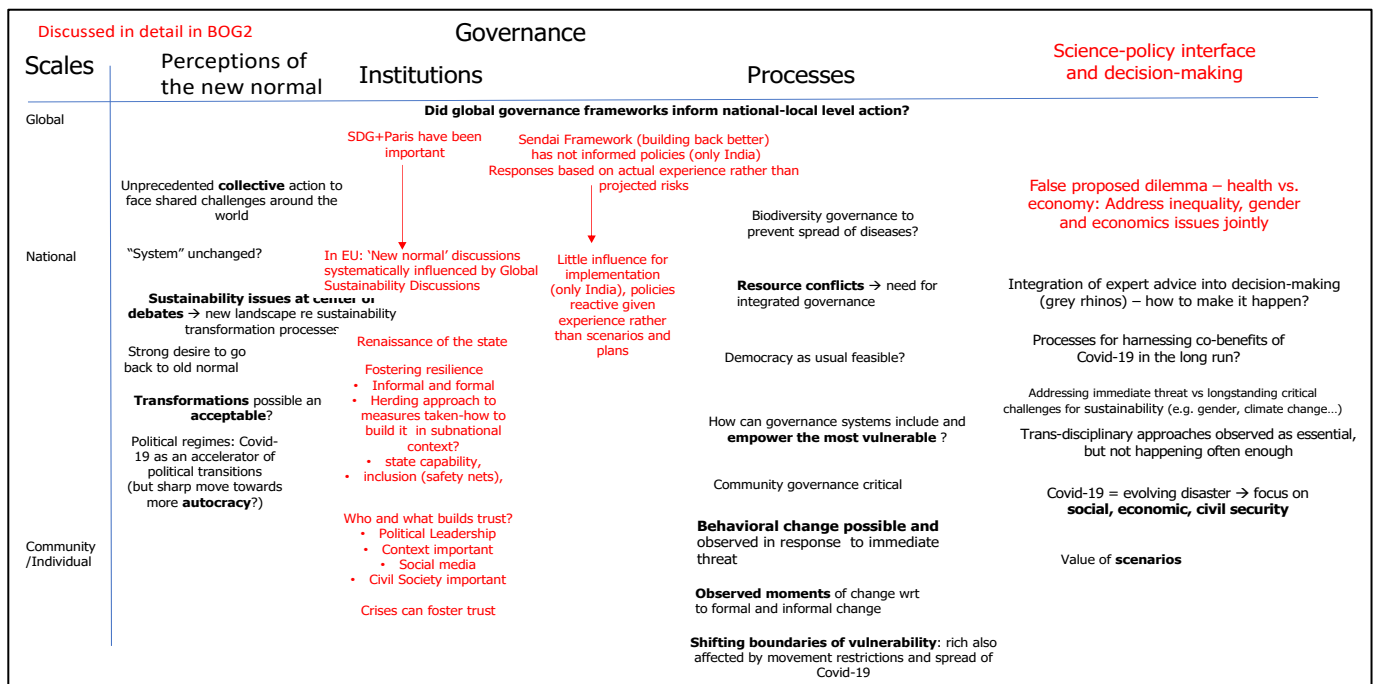 Discussed in detail in BOG2
Governance
Scales
Perceptions of
the new normal
Institutions
Processes
Science-policy interface
and decision-making
Did global governance frameworks inform national-local level action?
Global
SDG+Paris have been
important
Sendai Framework (building back better)
has not informed policies (only India)
Responses based on actual experience rather than
projected risks
Unprecedented collective action to
face shared challenges around the
world
"System" unchanged?
Sustainability issues at center of
debates → new landscape re sustainability
transformation processes
Strong desire to go
back to old normal
Transformations possible an
acceptable?
Political regimes: Covid-
19 as an accelerator of
political transitions
(but sharp move towards
more autocracy?)
National
Community
/Individual
In EU: 'New normal' discussions
systematically influenced by Global
Sustainability Discussions
Renaissance of the state
Fostering resilience
• Informal and formal
• Herding approach to
measures taken-how to
build it in subnational
context?
• state capability,
• inclusion (safety nets),
Who and what builds trust?
• Political Leadership
• Context important
• Social media
• Civil Society important
Crises can foster trust
Little influence for
implementation
(only India), policies
reactive given
experience rather
than scenarios and
plans
Biodiversity governance to
prevent spread of diseases?
Resource conflicts → need for
integrated governance
Democracy as usual feasible?
How can governance systems include and
empower the most vulnerable ?
Community governance critical
Behavioral change possible and
observed in response to immediate
threat
Observed moments of change wrt
to formal and informal change
Shifting boundaries of vulnerability: rich also
affected by movement restrictions and spread of
Covid-19
False proposed dilemma – health vs.
economy: Address inequality, gender
and economics issues jointly
Integration of expert advice into decision-making
(grey rhinos) – how to make it happen?
Processes for harnessing co-benefits of
Covid-19 in the long run?
Addressing immediate threat vs longstanding critical
challenges for sustainability (e.g. gender, climate change…)
Trans-disciplinary approaches observed as essential,
but not happening often enough
Covid-19 = evolving disaster → focus on
social, economic, civil security
Value of scenarios